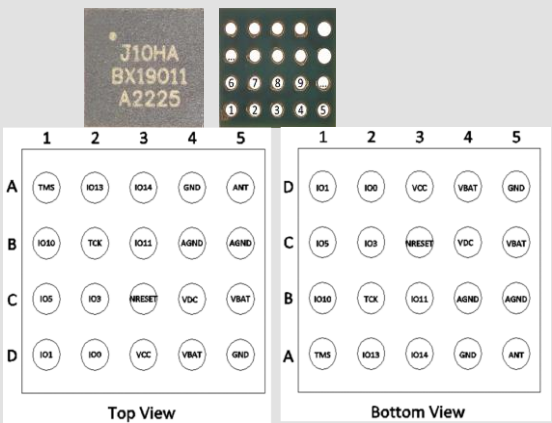 J10HA
BX19011
A2225
6 7 8 9
1 2 3 4 5
1 2 3 4 5
A TMS IO13 IO14 GND ANT
B IO10 TCK IO11 AGND AGND
C IO5 IO3 NRESET VDC VBAT
D IO1 IO0 VCC VBAT GND
Top View
1 2 3 4 5
D IO1 IO0 VCC VBAT GND
C IO5 IO3 NRESET VDC VBAT
B IO10 TCK IO11 AGND AGND
A TMS IO13 IO14 GND ANT
Bottom View